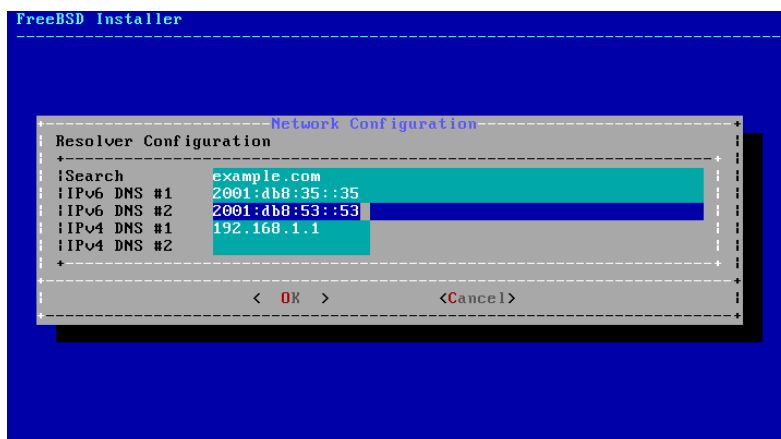 FreeBSD Installer
Network Configuration
Resolver Configuration
Search example.com
IPv6 DNS #1 2001:db8:35::35
IPv6 DNS #2 2001:db8:53::53
IPv4 DNS #1 192.168.1.1
IPv4 DNS #2
< OK > <Cancel>